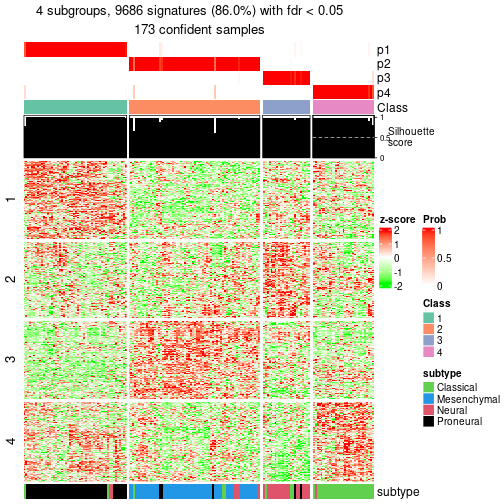 4 subgroups, 9686 signatures (86.0%) with fdr < 0.05
173 confident samples
p1
p2
p3
p4
Class
1
0.5
0
Silhouette
score
1
2
3
4
z-score
2
1
0
-1
-2
Prob
1
0.5
0
Class
1
2
3
4
subtype
Classical
Mesenchymal
Neural
Proneural
subtype